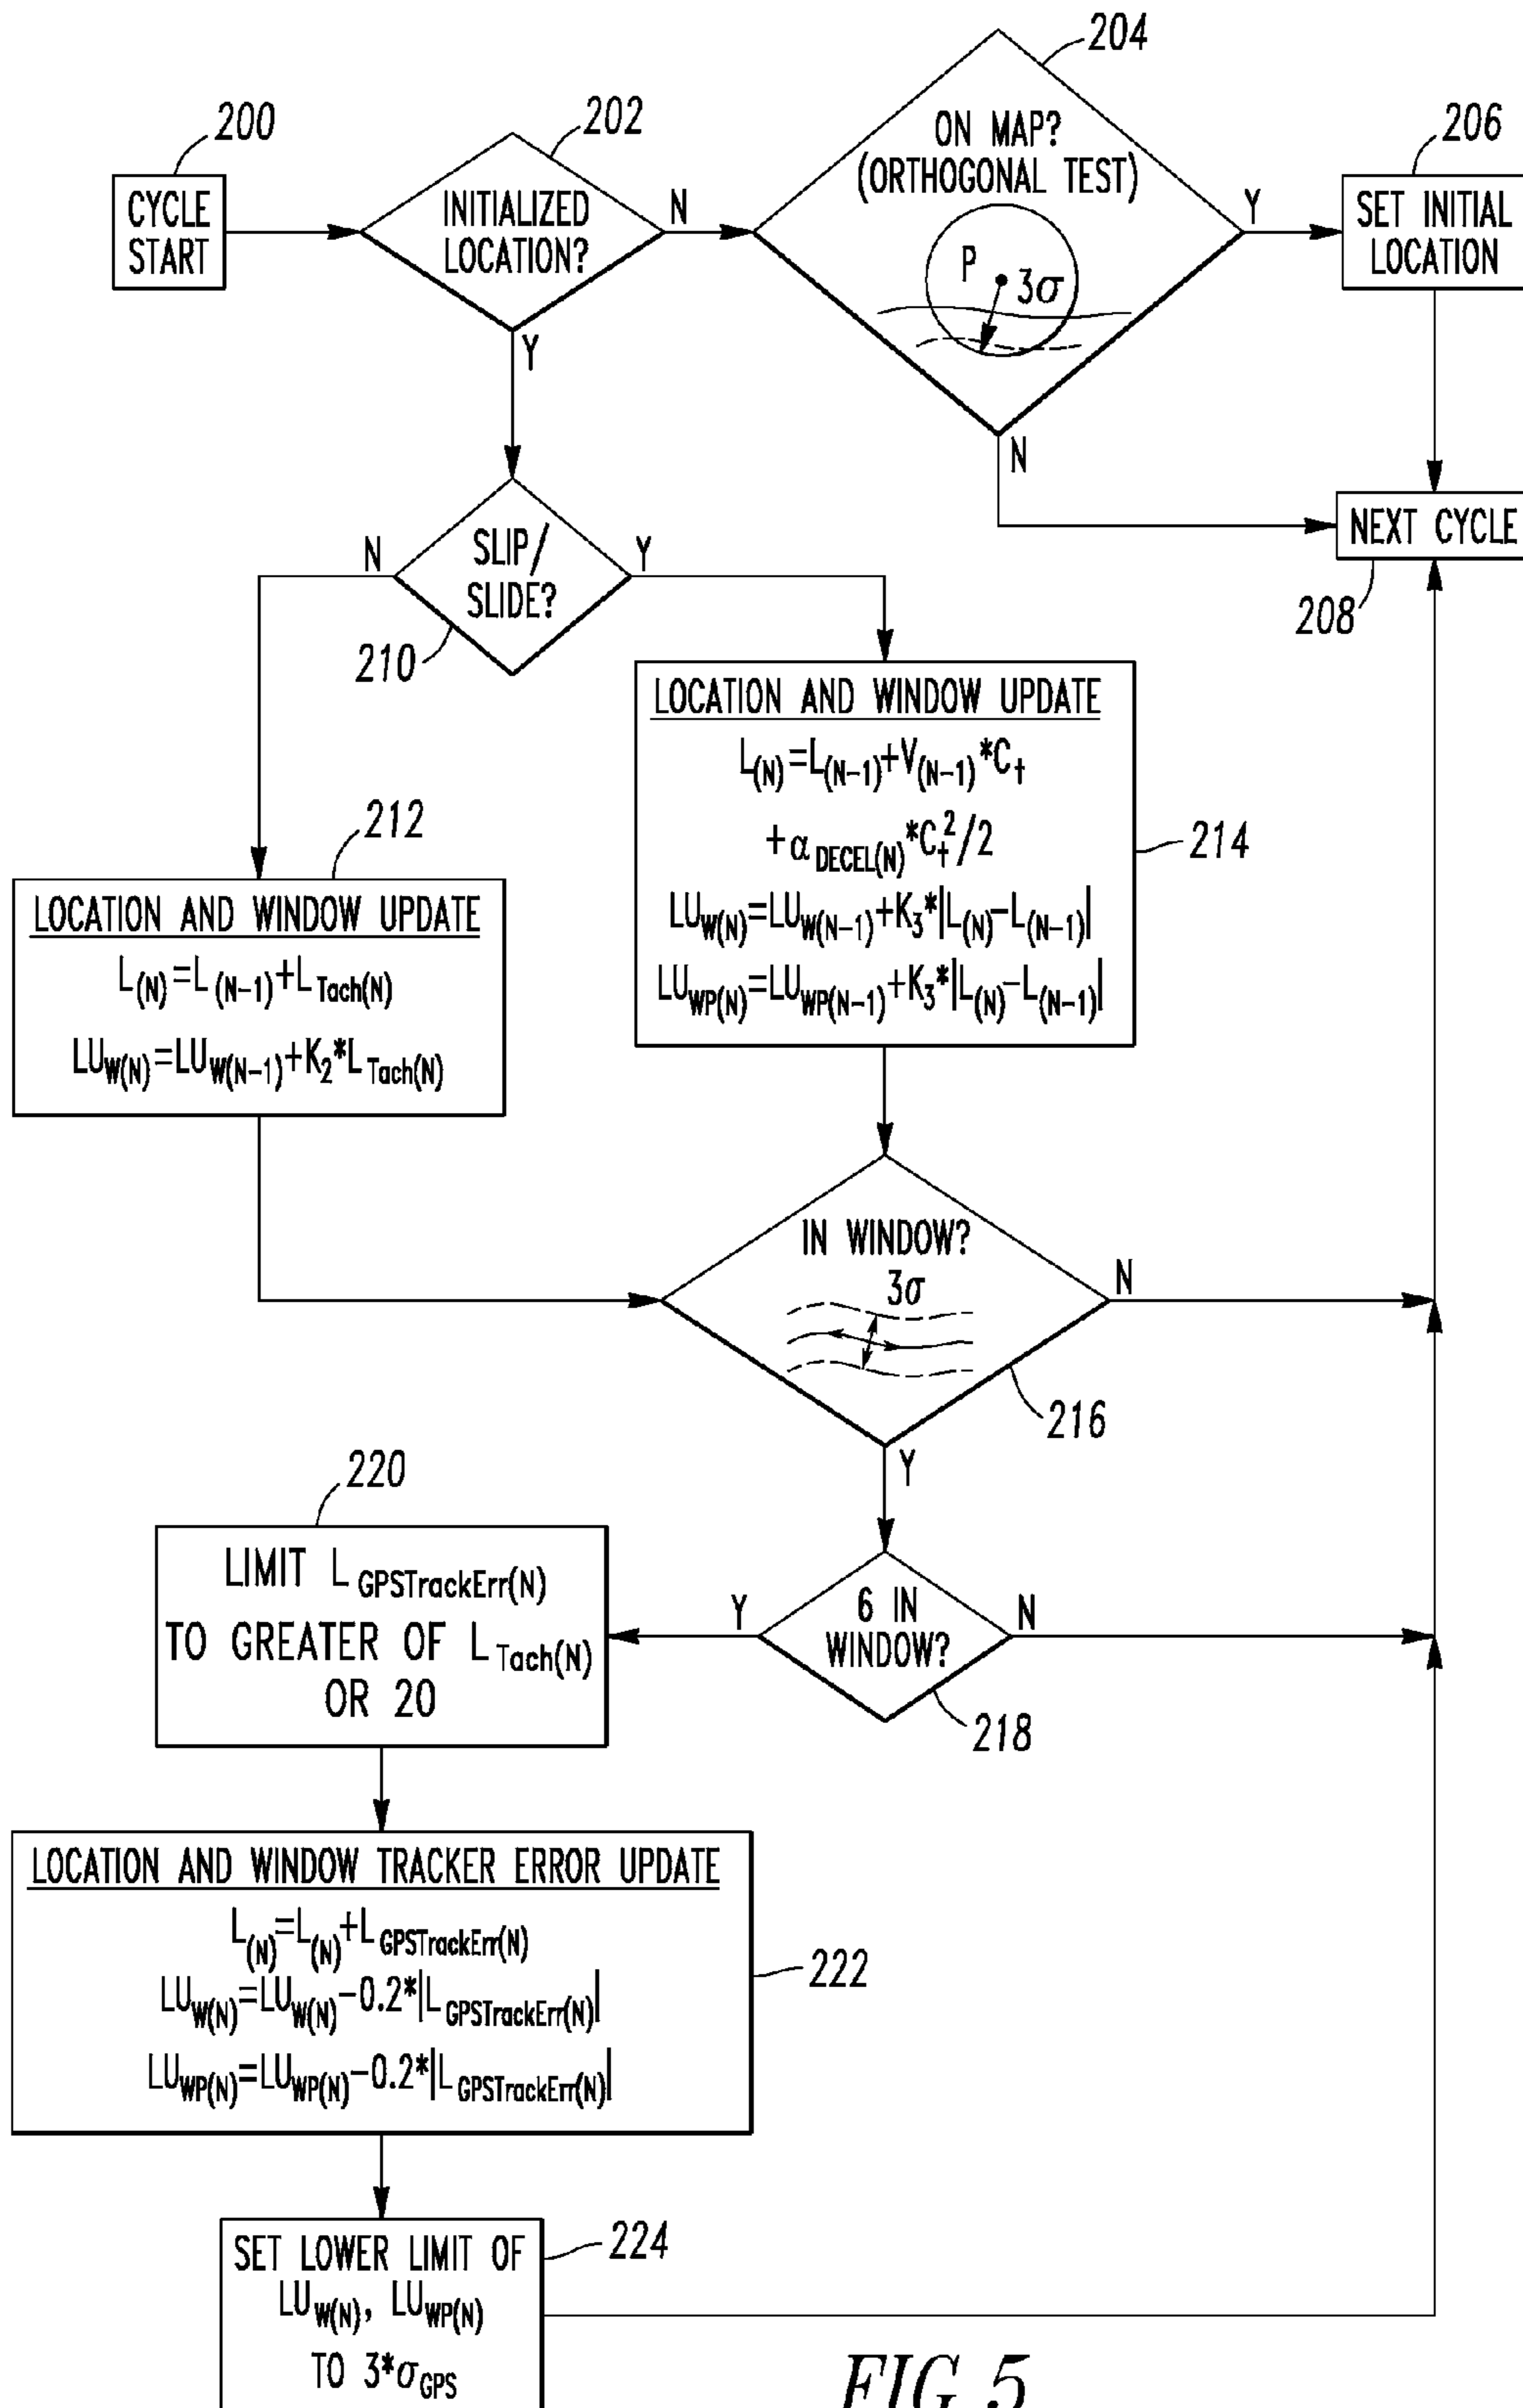 200
CYCLE
START
202
INITIALIZED
LOCATION?
N
Y
204
ON MAP?
(ORTHOGONAL TEST)
P
3σ
Y
N
206
SET INITIAL
LOCATION
NEXT CYCLE
208
SLIP/
SLIDE?
N
Y
210
212
LOCATION AND WINDOW UPDATE
L(N)=L(N-1)+LTach(N)
LUW(N)=LUW(N-1)+K2*LTach(N)
LOCATION AND WINDOW UPDATE
L(N)=L(N-1)+V(N-1)*Ct
+αDECEL(N)*Ct²/2
LUW(N)=LUW(N-1)+K3*|L(N)-L(N-1)|
LUWP(N)=LUWP(N-1)+K3*|L(N)-L(N-1)|
214
IN WINDOW?
3σ
N
Y
216
6 IN
WINDOW?
Y
N
218
220
LIMIT LGPSTrackErr(N)
TO GREATER OF LTach(N)
OR 20
LOCATION AND WINDOW TRACKER ERROR UPDATE
L(N)=L(N)+LGPSTrackErr(N)
LUW(N)=LUW(N)-0.2*|LGPSTrackErr(N)|
LUWP(N)=LUWP(N)-0.2*|LGPSTrackErr(N)|
222
SET LOWER LIMIT OF
LUW(N), LUWP(N)
TO 3*σGPS
224
FIG 5